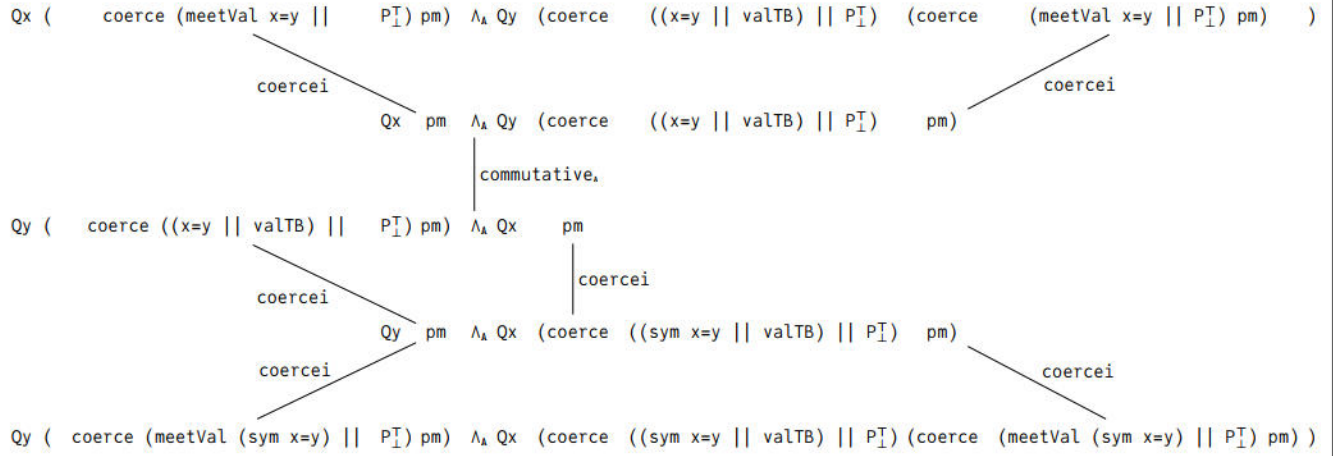 Qx ( coerce (meetVal x=y || P⊤⊥) pm) ∧ₐ Qy (coerce ((x=y || valTB) || P⊤⊥) (coerce (meetVal x=y || P⊤⊥) pm) )
coercei coercei
Qx pm ∧ₐ Qy (coerce ((x=y || valTB) || P⊤⊥) pm)
commutativeₐ
Qy ( coerce ((x=y || valTB) || P⊤⊥) pm) ∧ₐ Qx pm
coercei
coercei
Qy pm ∧ₐ Qx (coerce ((sym x=y || valTB) || P⊤⊥) pm)
coercei coercei
Qy ( coerce (meetVal (sym x=y) || P⊤⊥) pm) ∧ₐ Qx (coerce ((sym x=y || valTB) || P⊤⊥) (coerce (meetVal (sym x=y) || P⊤⊥) pm) )